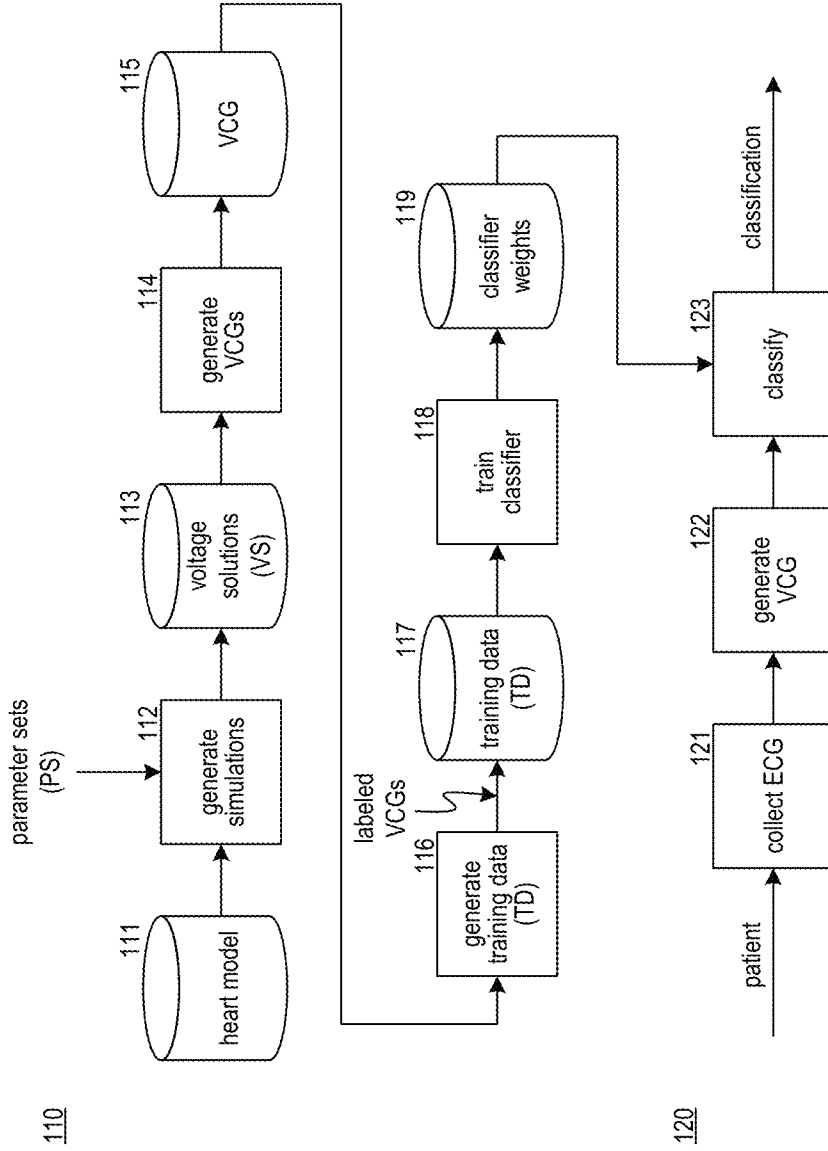 110
parameter sets
(PS)
111
heart model
112
generate
simulations
113
voltage
solutions
(VS)
114
generate
VCGs
115
VCG
116
generate
training data
(TD)
labeled
VCGs
117
training data
(TD)
118
train
classifier
119
classifier
weights
120
patient
121
collect ECG
122
generate
VCG
123
classify
classification